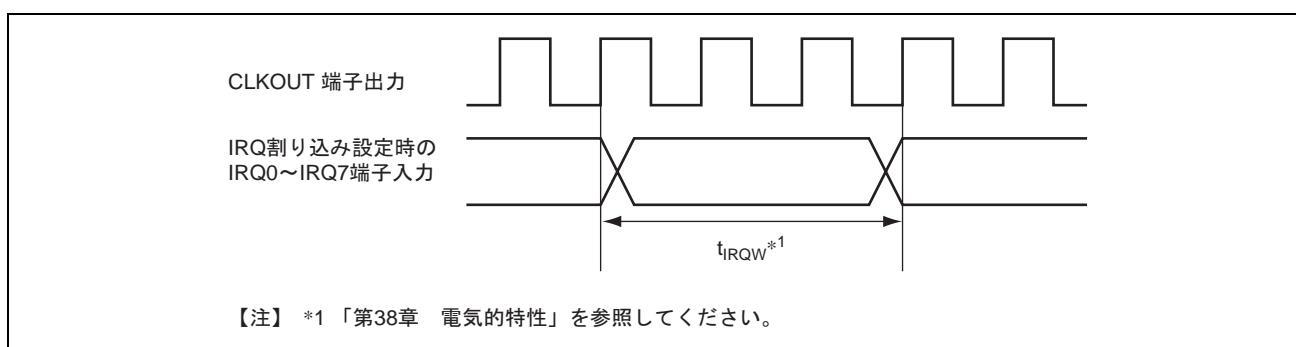 CLKOUT 端子出力
IRQ割り込み設定時の
IRQ0~IRQ7端子入力
tIRQW*1
【注】 *1 「第38章 電気的特性」を参照してください。